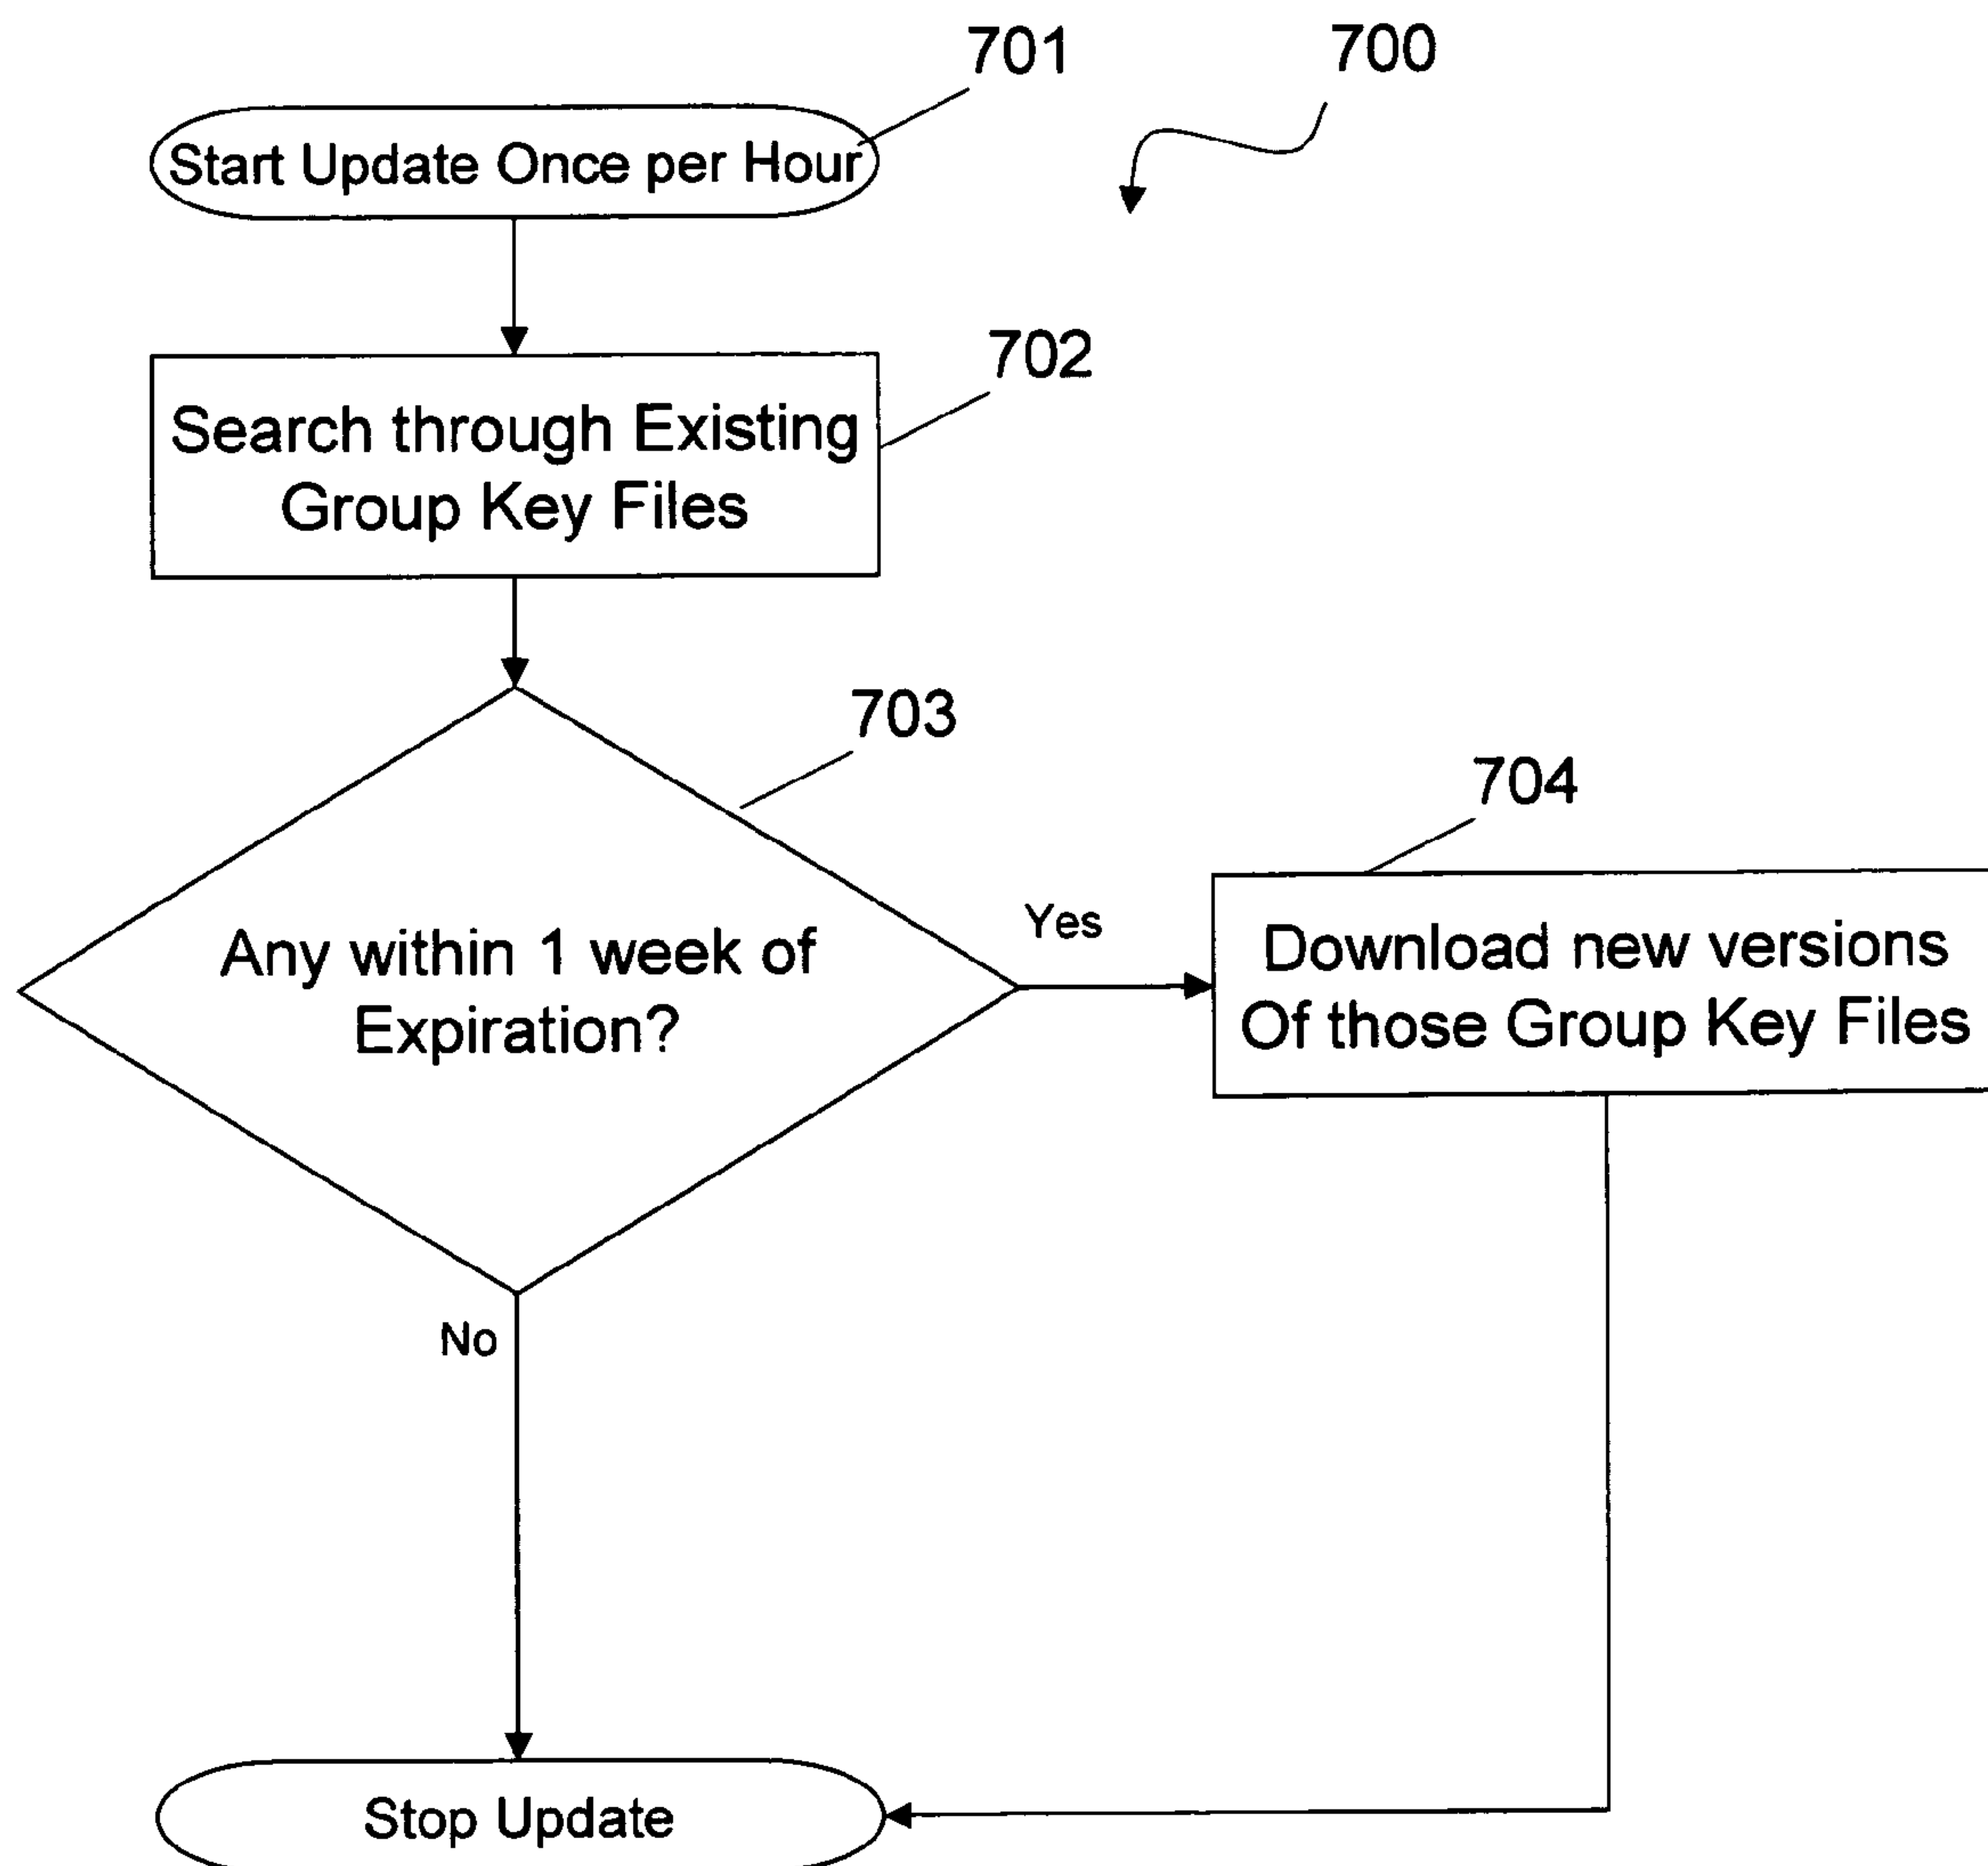 701
700
Start Update Once per Hour
702
Search through Existing
Group Key Files
703
704
Any within 1 week of
Expiration?
Yes
Download new versions
Of those Group Key Files
No
Stop Update